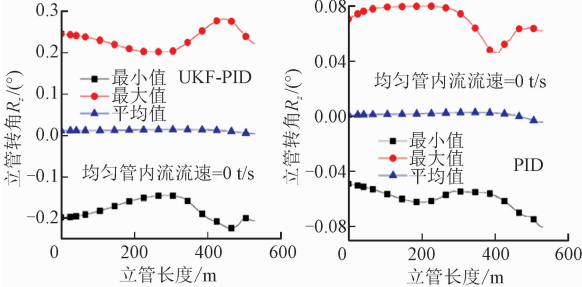 0.3
0.2
0.1
0.0
−0.1
−0.2
0
200
400
600
立管转角Rz/(°)
立管长度/m
最小值 UKF-PID
最大值
平均值
均匀管内流流速=0 t/s
0.08
0.04
0.00
−0.04
−0.08
0
200
400
600
立管转角Rz/(°)
立管长度/m
均匀管内流流速=0 t/s
最小值
最大值 PID
平均值